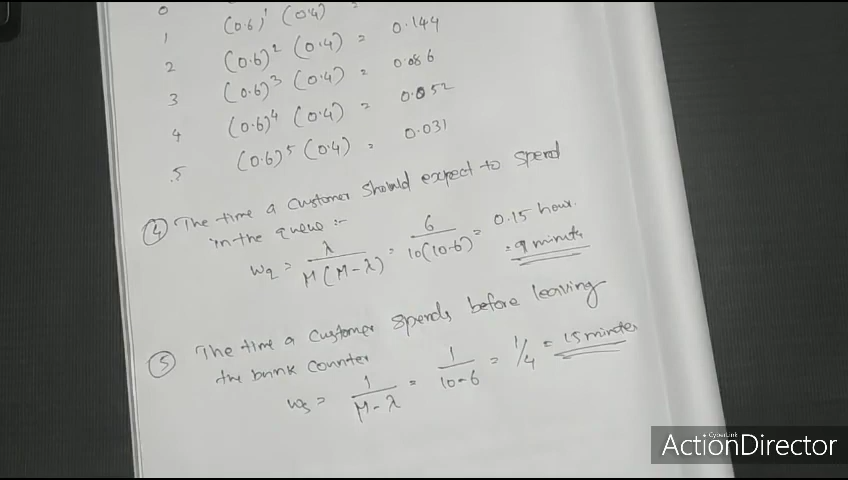 0
1 (0.6)¹ (0.4) =
2 (0.6)² (0.4) = 0.144
3 (0.6)³ (0.4) = 0.086
4 (0.6)⁴ (0.4) = 0.052
5 (0.6)⁵ (0.4) = 0.031
④ The time a customer should expect to spend
in the queue :-
Wq = λ / μ(μ-λ) = 6 / 10(10-6) = 0.15 hour.
= 9 minute
⑤ The time a customer spends before leaving
the bank counter
Ws = 1 / μ-λ = 1 / 10-6 = 1/4 = 15 minutes
CyberLink
ActionDirector